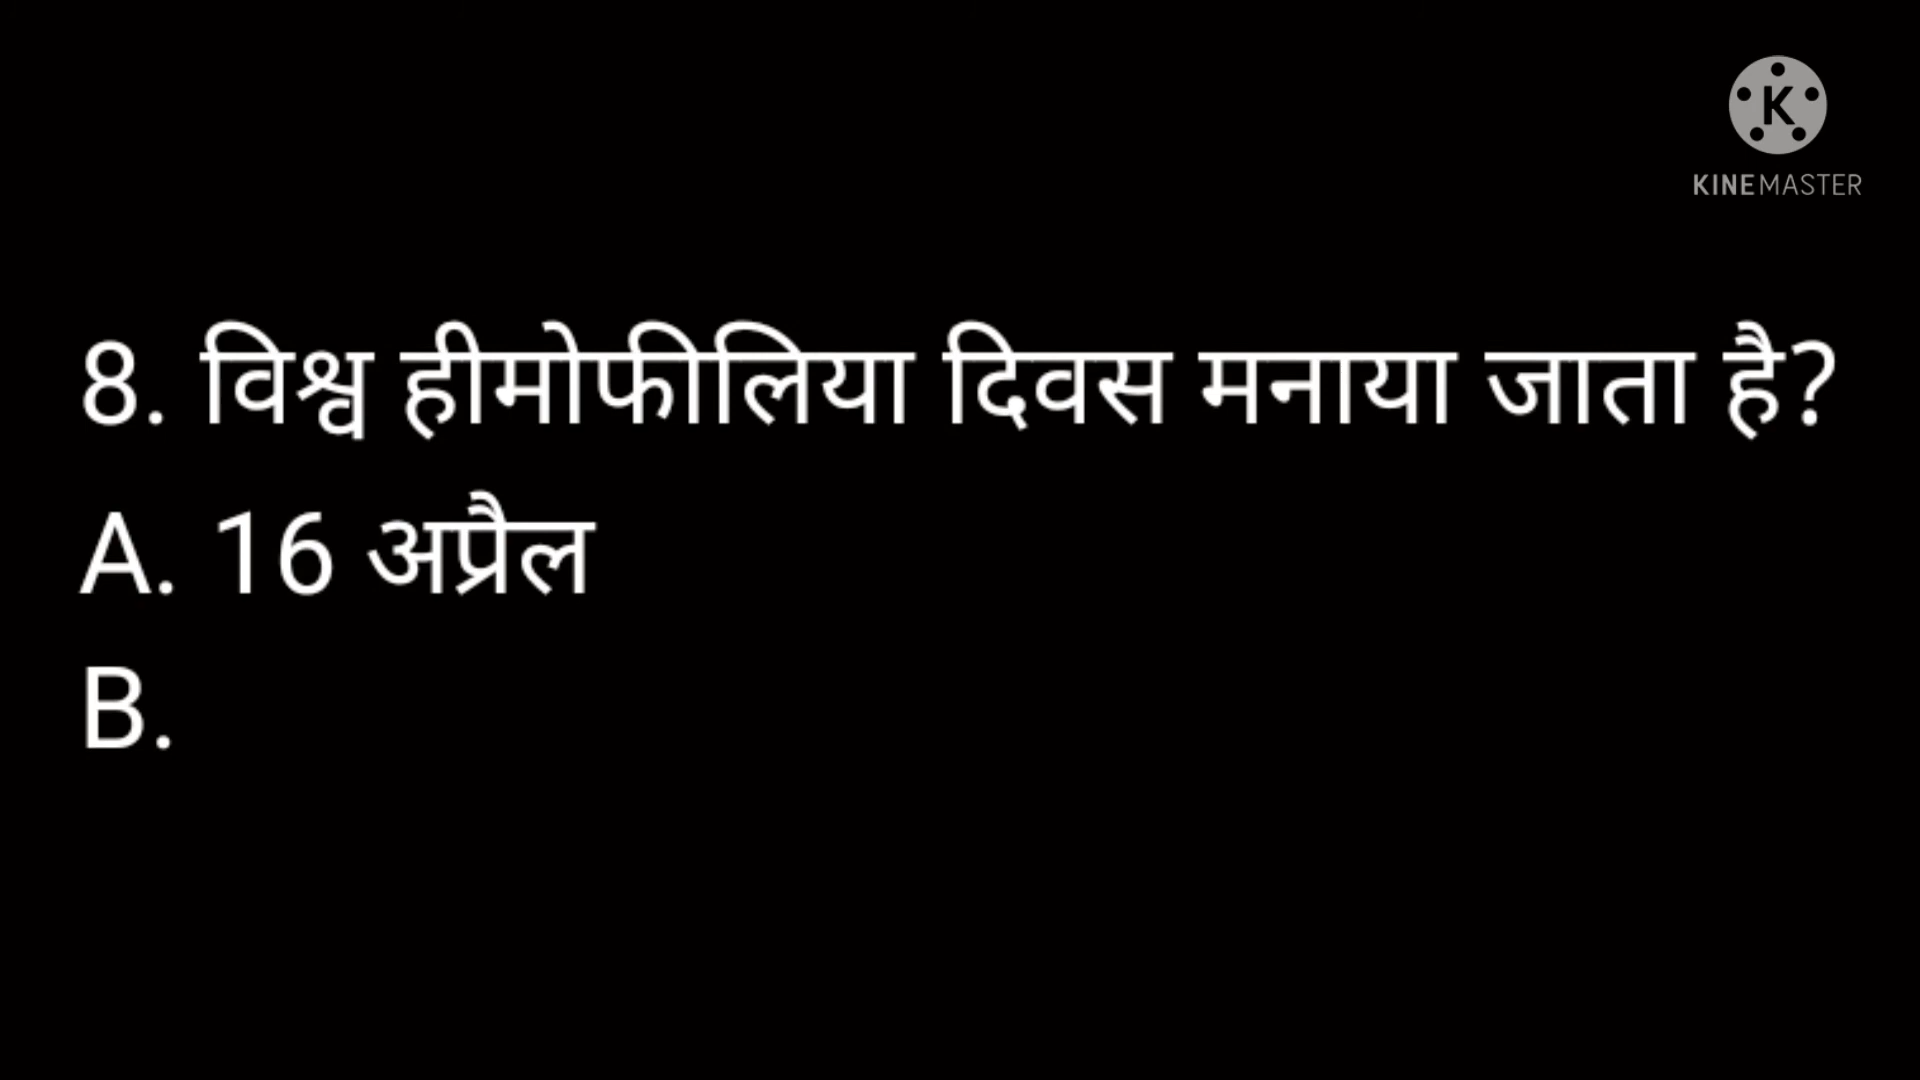 K
KINEMASTER
8. विश्व हीमोफीलिया दिवस मनाया जाता है?
A. 16 अप्रैल
B.